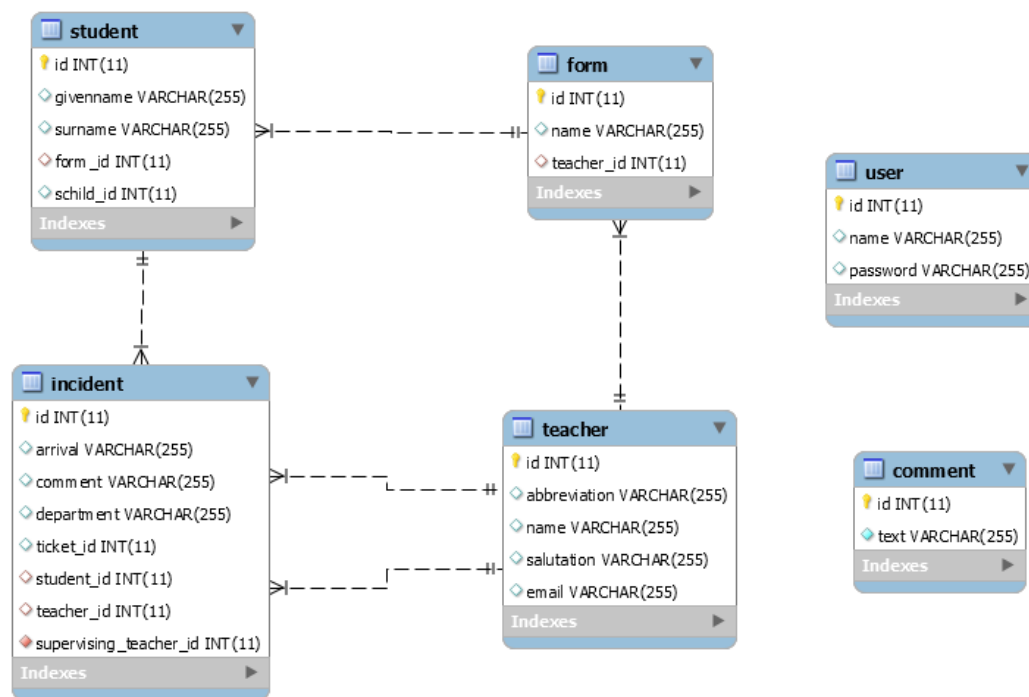 student
id INT(11)
givenname VARCHAR(255)
surname VARCHAR(255)
form_id INT(11)
schild_id INT(11)
Indexes
form
id INT(11)
name VARCHAR(255)
teacher_id INT(11)
Indexes
user
id INT(11)
name VARCHAR(255)
password VARCHAR(255)
Indexes
incident
id INT(11)
arrival VARCHAR(255)
comment VARCHAR(255)
department VARCHAR(255)
ticket_id INT(11)
student_id INT(11)
teacher_id INT(11)
supervising_teacher_id INT(11)
Indexes
teacher
id INT(11)
abbreviation VARCHAR(255)
name VARCHAR(255)
salutation VARCHAR(255)
email VARCHAR(255)
Indexes
comment
id INT(11)
text VARCHAR(255)
Indexes